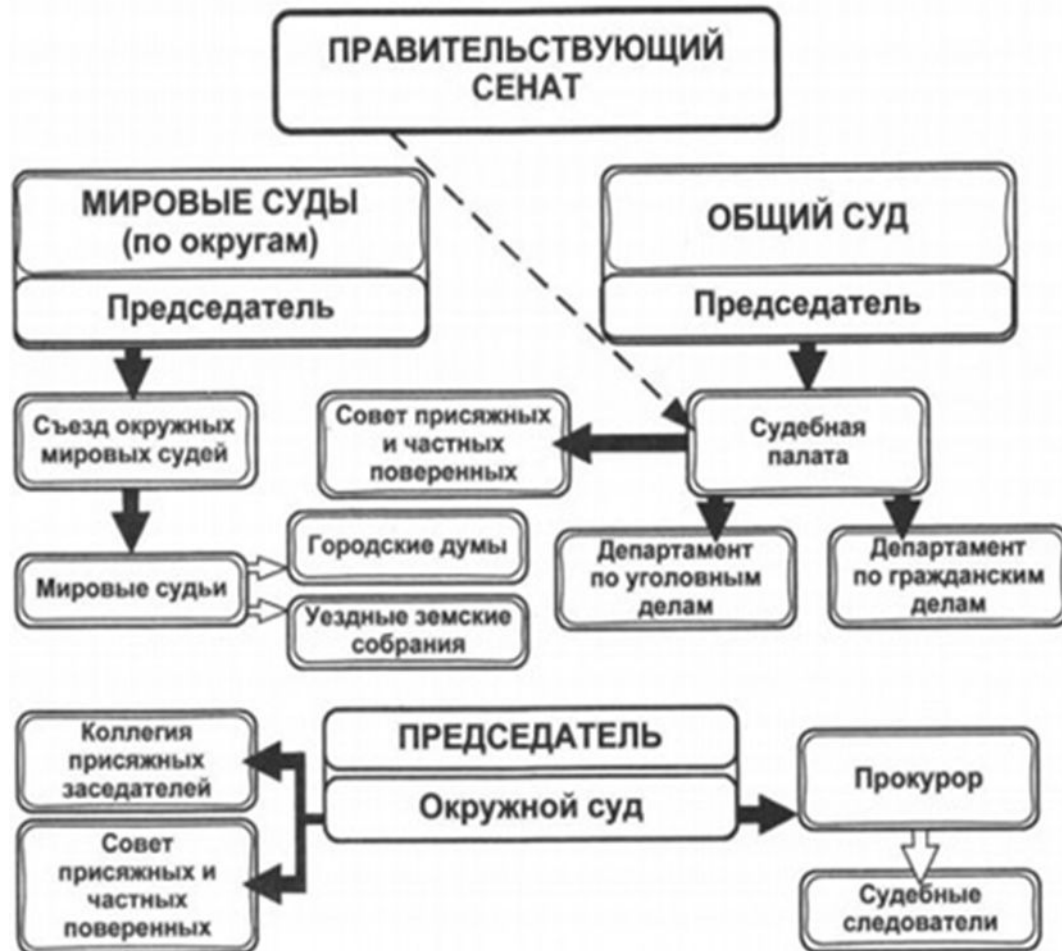 ПРАВИТЕЛЬСТВУЮЩИЙ
СЕНАТ
МИРОВЫЕ СУДЫ
(по округам)
Председатель
ОБЩИЙ СУД
Председатель
Съезд окружных
мировых судей
Совет присяжных
и частных
поверенных
Судебная
палата
Мировые судьи
Городские думы
Уездные земские
собрания
Департамент
по уголовным
делам
Департамент
по гражданским
делам
Коллегия
присяжных
заседателей
Совет
присяжных и
частных
поверенных
ПРЕДСЕДАТЕЛЬ
Окружной суд
Прокурор
Судебные
следователи